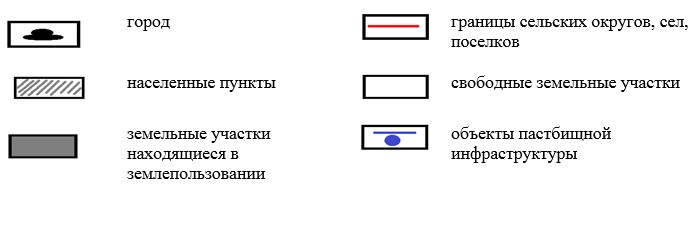 город
населенные пункты
земельные участки
находящиеся в
землепользовании
границы сельских округов, сел,
поселков
свободные земельные участки
объекты пастбищной
инфраструктуры